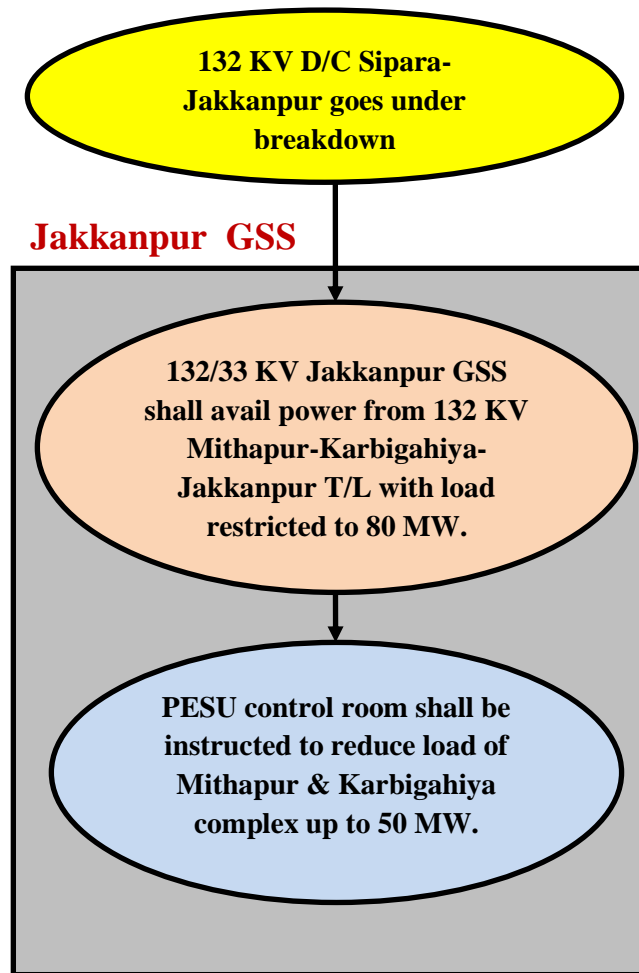 132 KV D/C Sipara-
Jakkanpur goes under
breakdown
Jakkanpur GSS
132/33 KV Jakkanpur GSS
shall avail power from 132 KV
Mithapur-Karbigahiya-
Jakkanpur T/L with load
restricted to 80 MW.
PESU control room shall be
instructed to reduce load of
Mithapur & Karbigahiya
complex up to 50 MW.